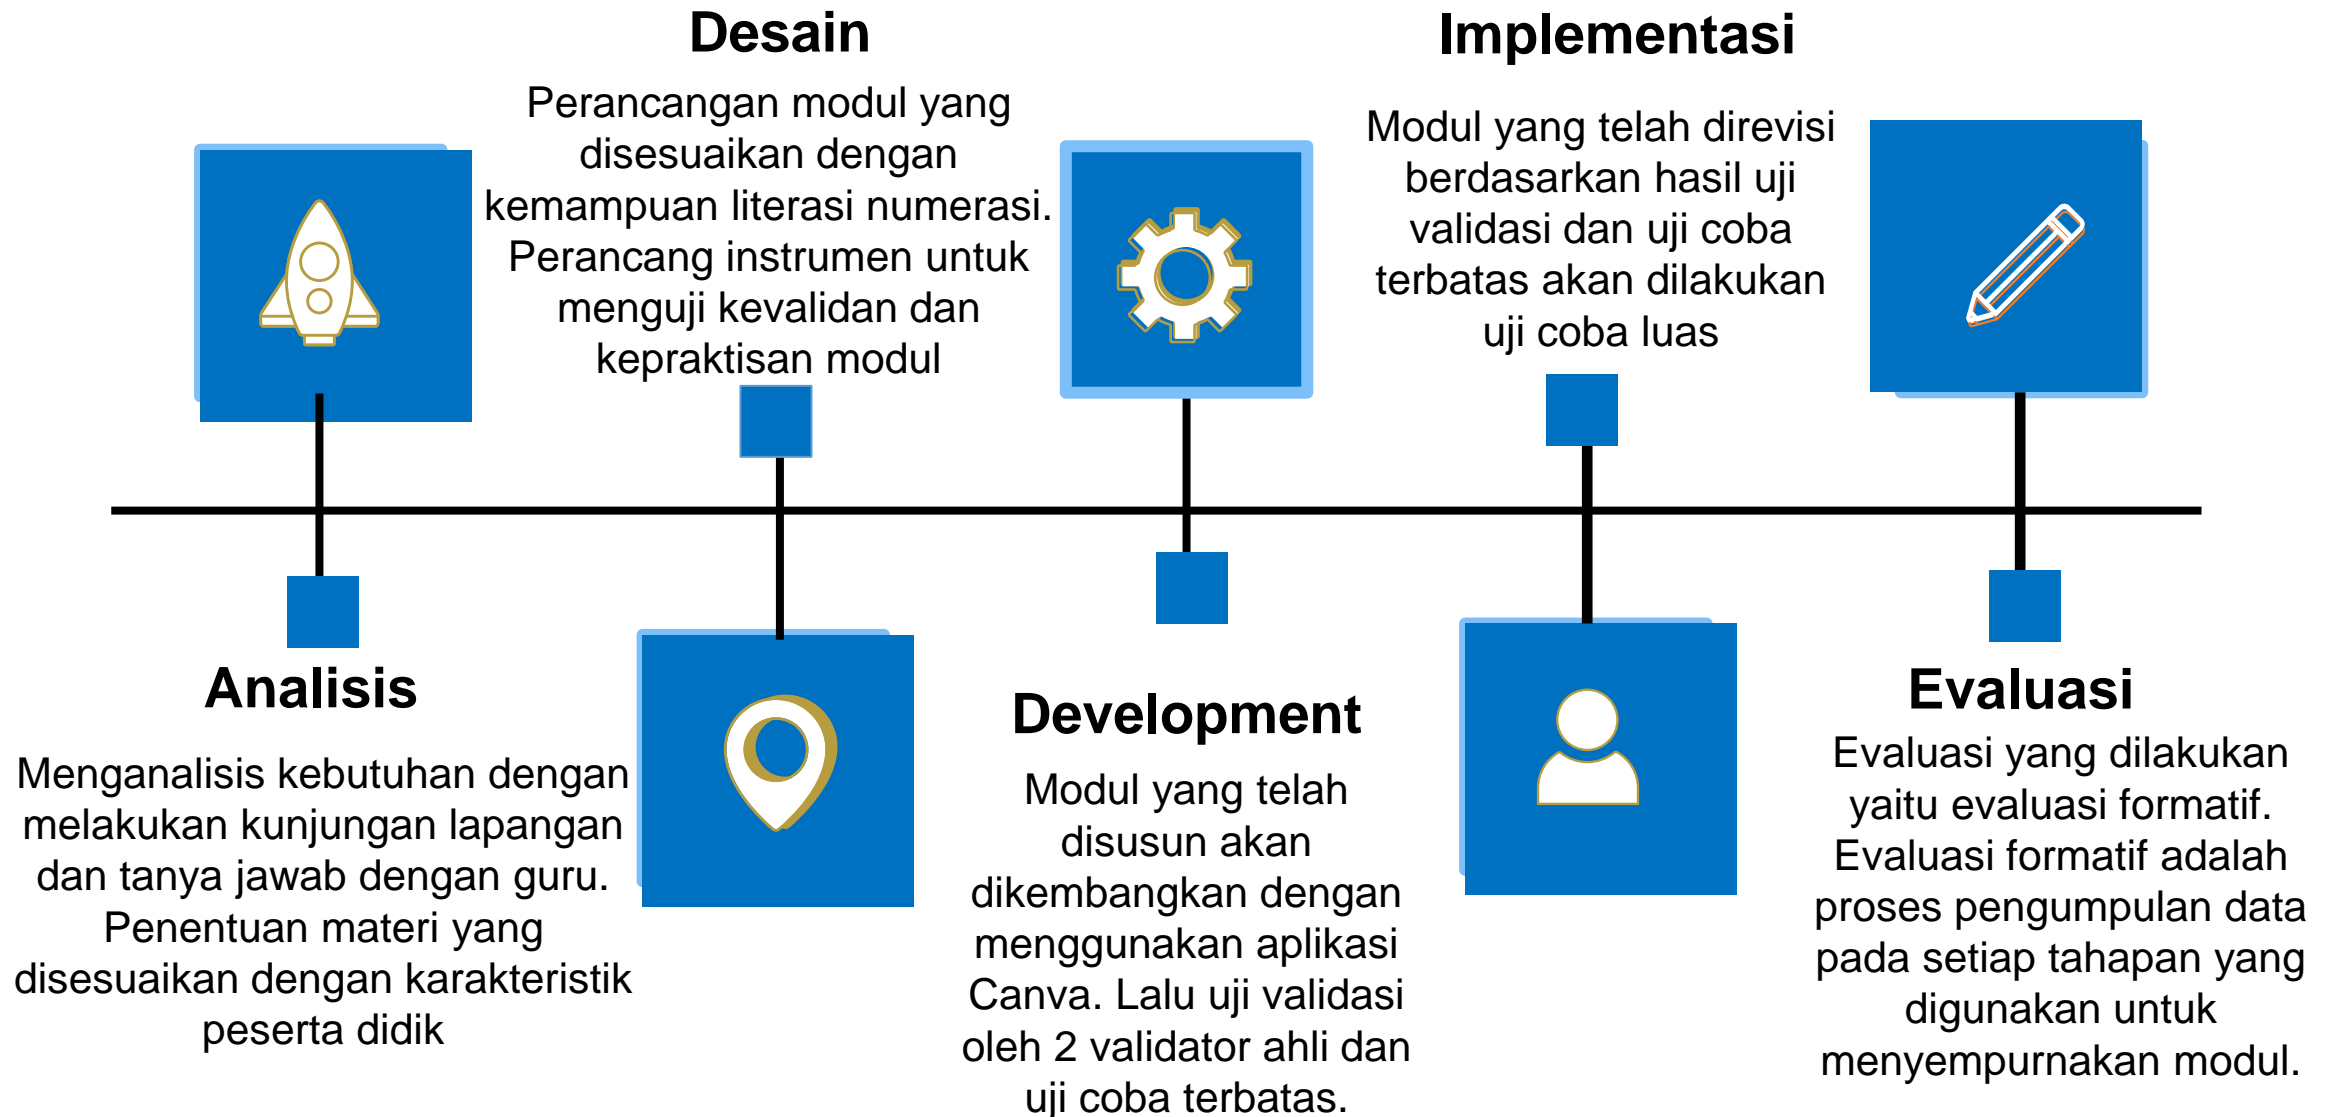 Analisis
Menganalisis kebutuhan dengan
melakukan kunjungan lapangan
dan tanya jawab dengan guru.
Penentuan materi yang
disesuaikan dengan karakteristik
peserta didik
Desain
Perancangan modul yang
disesuaikan dengan
kemampuan literasi numerasi.
Perancang instrumen untuk
menguji kevalidan dan
kepraktisan modul
Development
Modul yang telah
disusun akan
dikembangkan dengan
menggunakan aplikasi
Canva. Lalu uji validasi
oleh 2 validator ahli dan
uji coba terbatas.
Implementasi
Modul yang telah direvisi
berdasarkan hasil uji
validasi dan uji coba
terbatas akan dilakukan
uji coba luas
Evaluasi
Evaluasi yang dilakukan
yaitu evaluasi formatif.
Evaluasi formatif adalah
proses pengumpulan data
pada setiap tahapan yang
digunakan untuk
menyempurnakan modul.